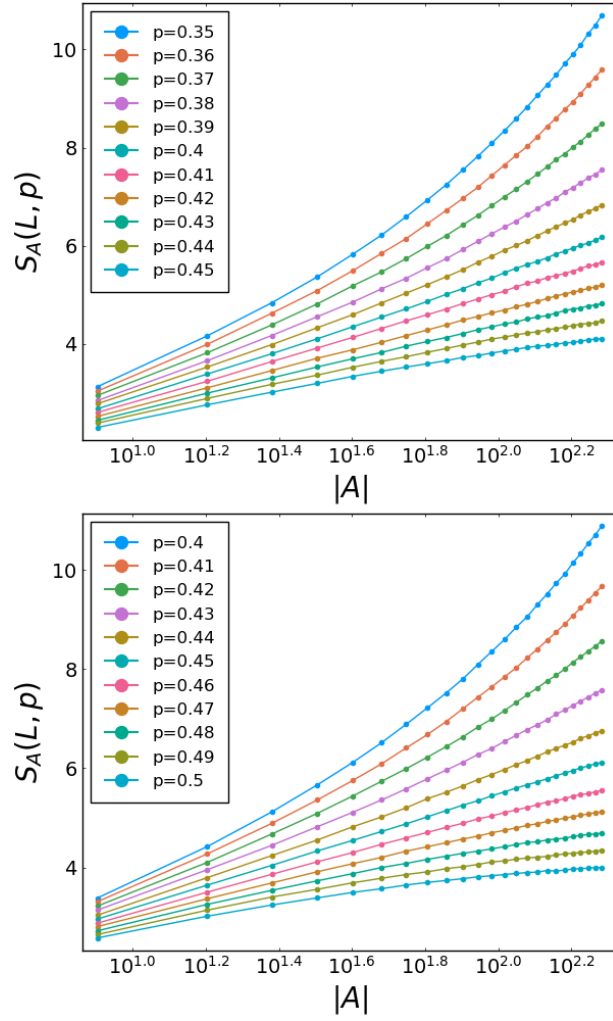 10
8
6
4
S_A(L, p)
p=0.35
p=0.36
p=0.37
p=0.38
p=0.39
p=0.4
p=0.41
p=0.42
p=0.43
p=0.44
p=0.45
10^1.0 10^1.2 10^1.4 10^1.6 10^1.8 10^2.0 10^2.2
|A|
10
8
6
4
S_A(L, p)
p=0.4
p=0.41
p=0.42
p=0.43
p=0.44
p=0.45
p=0.46
p=0.47
p=0.48
p=0.49
p=0.5
10^1.0 10^1.2 10^1.4 10^1.6 10^1.8 10^2.0 10^2.2
|A|